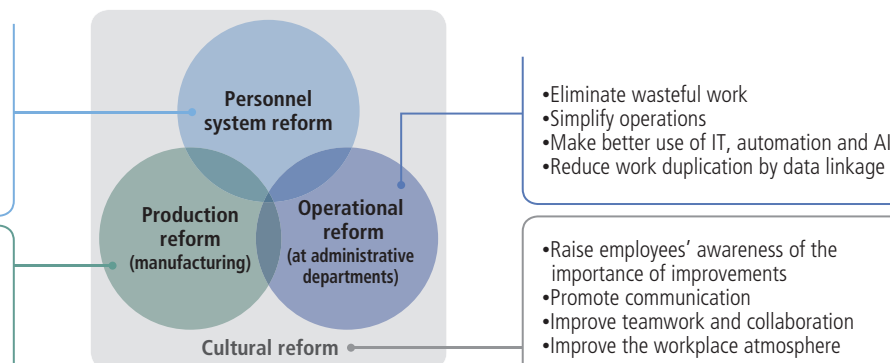 Personnel
system reform
Production
reform
(manufacturing)
Operational
reform
(at administrative
departments)
Cultural reform
•Eliminate wasteful work
•Simplify operations
•Make better use of IT, automation and AI
•Reduce work duplication by data linkage
•Raise employees’ awareness of the
importance of improvements
•Promote communication
•Improve teamwork and collaboration
•Improve the workplace atmosphere